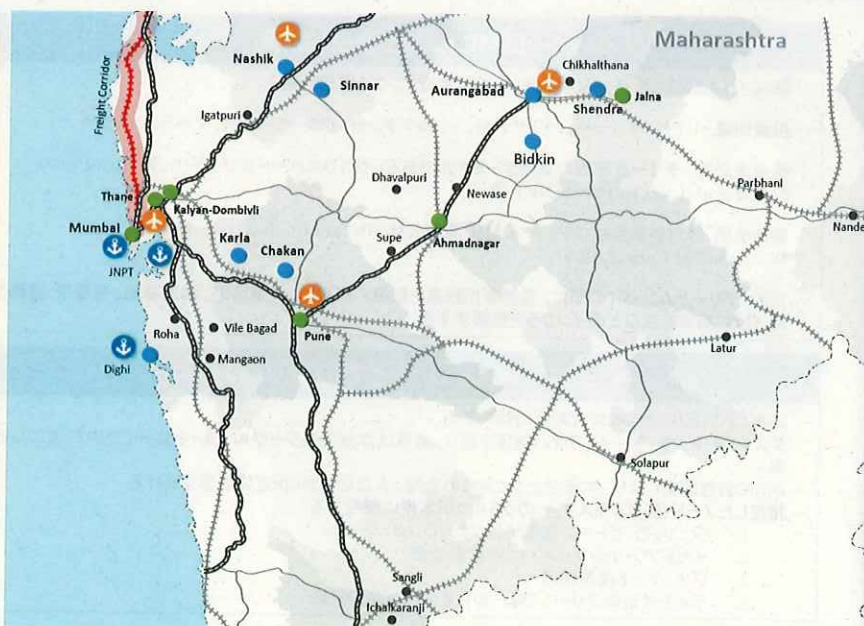 Maharashtra
Nashik
Sinnar
Igatpuri
Freight Corridor
Aurangabad
Chikhalthana
Shendra
Jalna
Bidkin
Dhavalpuri
Newase
Parbhani
Nande
Thane
Kalyan-Dombivli
Mumbai
JNPT
Karla
Chakan
Supe
Ahmadnagar
Roha
Vile Bagad
Pune
Dighi
Mangaon
Latur
Solapur
Sangli
Ichalkaranji